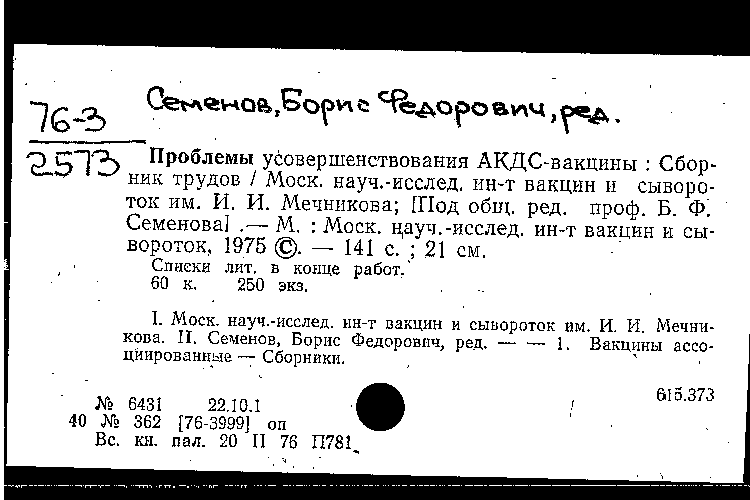 Семенов, Борис Федорович, ред.
76-3
2573
Проблемы усовершенствования АКДС-вакцины : Сбор-
ник трудов / Моск. науч.-исслед. ин-т вакцин и сыворо-
ток им. И. И. Мечникова; [Под общ. ред. проф. Б. Ф.
Семенова] .— М. : Моск. науч.-исслед. ин-т вакцин и сы-
вороток, 1975 ©. — 141 с. ; 21 см.
Списки лит. в конце работ.
60 к. 250 экз.
I. Моск. науч.-исслед. ин-т вакцин и сывороток им. И. И. Мечни-
кова. II. Семенов, Борис Федорович, ред. — — 1. Вакцины ассо-
циированные — Сборники.
615.373
№ 6431 22.10.1
40 № 362 [76-3999] оп
Вс. кн. пал. 20 II 76 П781